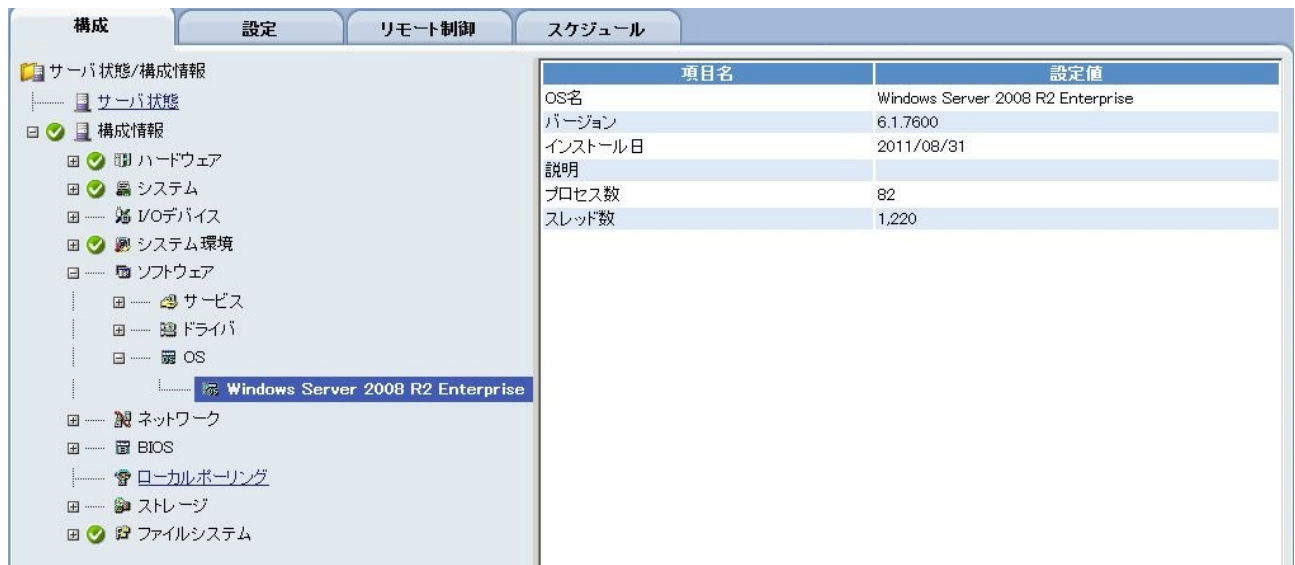 構成 設定 リモート制御 スケジュール
サーバ状態/構成情報
サーバ状態
構成情報
ハードウェア
システム
I/Oデバイス
システム環境
ソフトウェア
サービス
ドライバ
OS
Windows Server 2008 R2 Enterprise
ネットワーク
BIOS
ローカルポーリング
ストレージ
ファイルシステム
項目名 設定値
OS名 Windows Server 2008 R2 Enterprise
バージョン 6.1.7600
インストール日 2011/08/31
説明
プロセス数 82
スレッド数 1,220